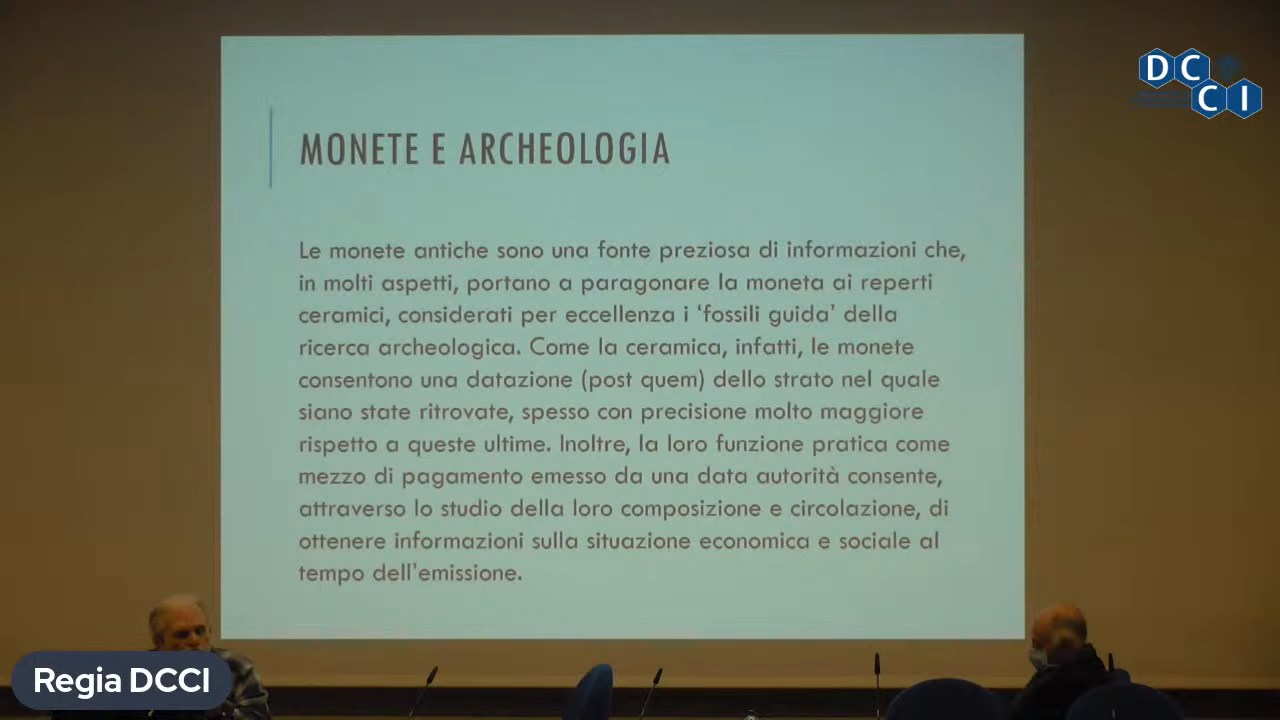 MONETE E ARCHEOLOGIA
Le monete antiche sono una fonte preziosa di informazioni che,
in molti aspetti, portano a paragonare la moneta ai reperti
ceramici, considerati per eccellenza i ‘fossili guida’ della
ricerca archeologica. Come la ceramica, infatti, le monete
consentono una datazione (post quem) dello strato nel quale
siano state ritrovate, spesso con precisione molto maggiore
rispetto a queste ultime. Inoltre, la loro funzione pratica come
mezzo di pagamento emesso da una data autorità consente,
attraverso lo studio della loro composizione e circolazione, di
ottenere informazioni sulla situazione economica e sociale al
tempo dell’emissione.
DC
CI
Regia DCCI